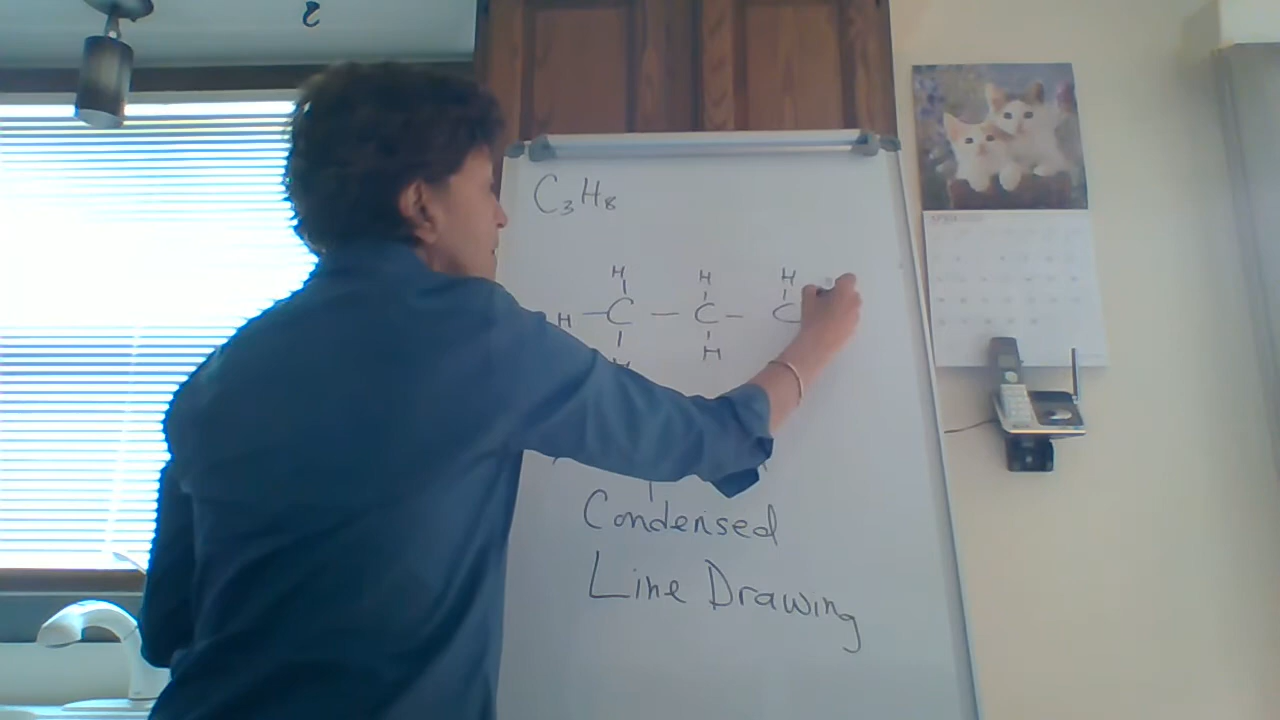 C₃H₈
H H H
H — C — C — C
H H
Condensed
Line Drawing